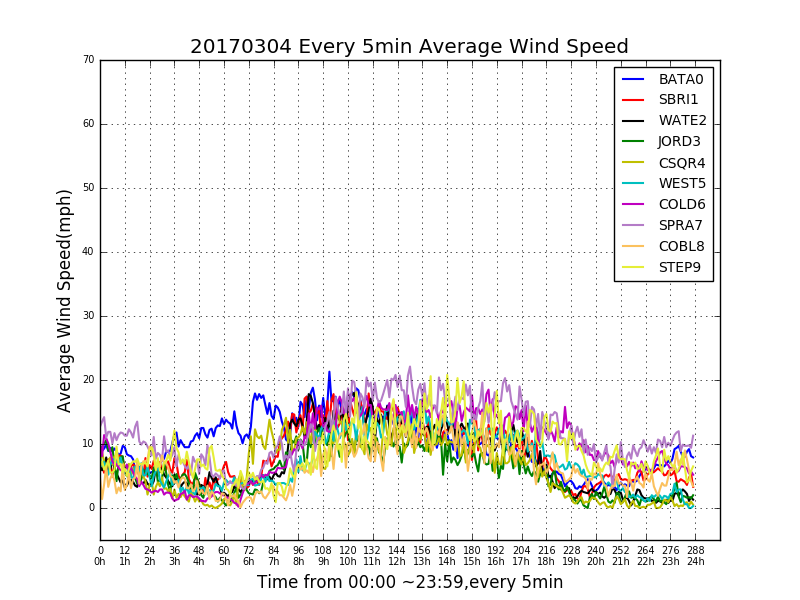 20170304 Every 5min Average Wind Speed
70
60
50
40
30
20
10
0
Average Wind Speed(mph)
BATA0
SBRI1
WATE2
JORD3
CSQR4
WEST5
COLD6
SPRA7
COBL8
STEP9
0 12 24 36 48 60 72 84 96 108 120 132 144 156 168 180 192 204 216 228 240 252 264 276 288
0h 1h 2h 3h 4h 5h 6h 7h 8h 9h 10h 11h 12h 13h 14h 15h 16h 17h 18h 19h 20h 21h 22h 23h 24h
Time from 00:00 ~23:59,every 5min